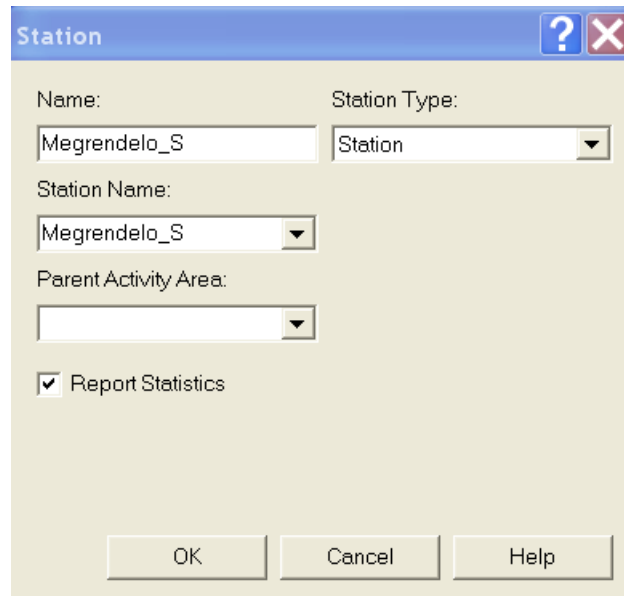 Station
Name: Station Type:
Megrendelo_S Station
Station Name:
Megrendelo_S
Parent Activity Area:
Report Statistics
OK Cancel Help